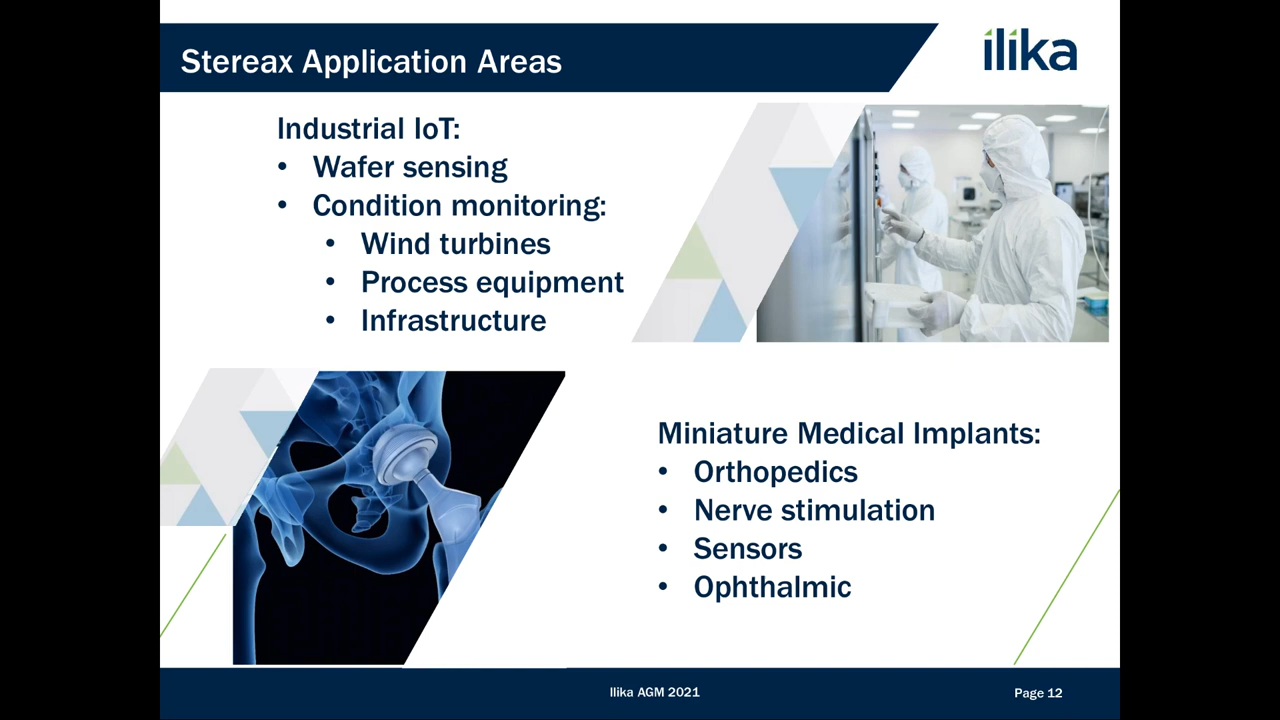 Stereax Application Areas
ilika
Industrial IoT:
• Wafer sensing
• Condition monitoring:
• Wind turbines
• Process equipment
• Infrastructure
Miniature Medical Implants:
• Orthopedics
• Nerve stimulation
• Sensors
• Ophthalmic
Ilika AGM 2021
Page 12